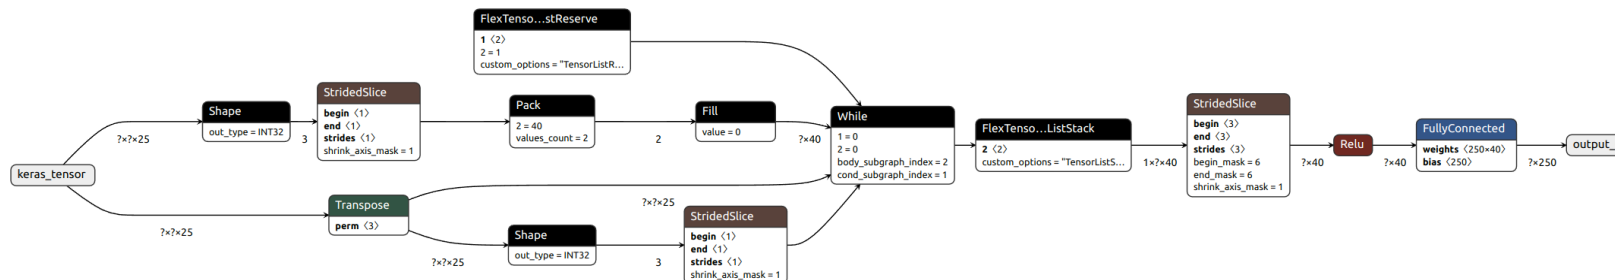 FlexTenso...stReserve
1 〈2〉
2 = 1
custom_options = "TensorListR...
Shape
out_type = INT32
StridedSlice
begin 〈1〉
end 〈1〉
strides 〈1〉
shrink_axis_mask = 1
Pack
2 = 40
values_count = 2
Fill
value = 0
While
1 = 0
2 = 0
body_subgraph_index = 2
cond_subgraph_index = 1
FlexTenso...ListStack
2 〈2〉
custom_options = "TensorListS...
StridedSlice
begin 〈3〉
end 〈3〉
strides 〈3〉
begin_mask = 6
end_mask = 6
shrink_axis_mask = 1
Relu
FullyConnected
weights 〈250×40〉
bias 〈250〉
output_
?×?×25
3
2
?×40
1×?×40
?×40
?×40
?×250
keras_tensor
?×?×25
Transpose
perm 〈3〉
?×?×25
?×?×25
Shape
out_type = INT32
3
StridedSlice
begin 〈1〉
end 〈1〉
strides 〈1〉
shrink_axis_mask = 1